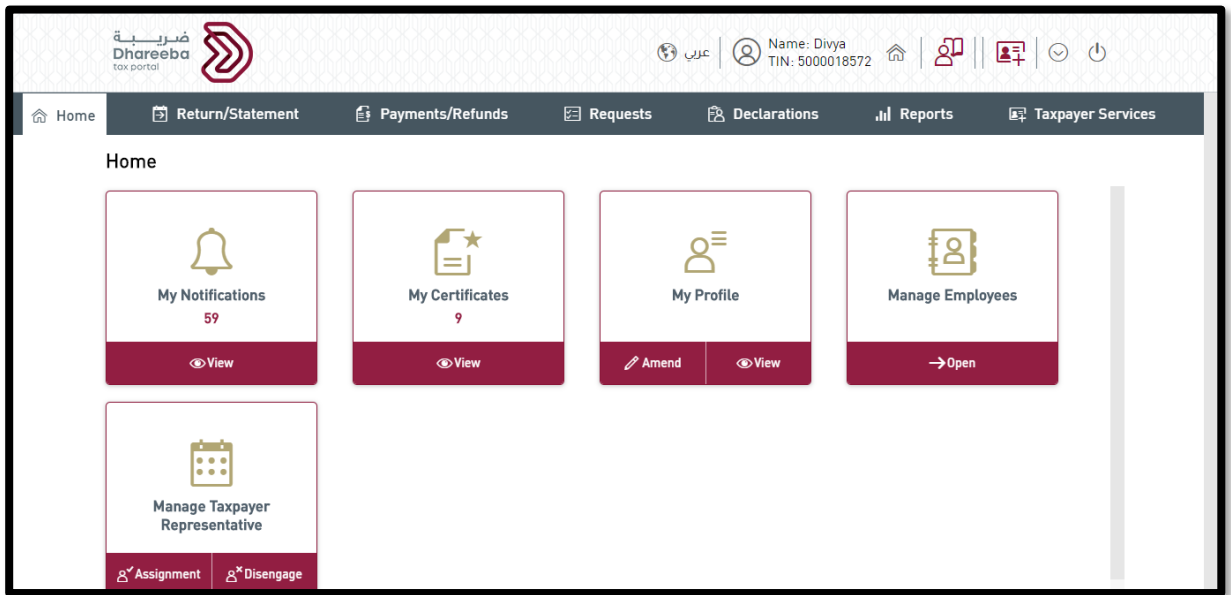 ضريبة
Dhareeba
tax portal
عربي
Name: Divya
TIN: 5000018572
Home
Return/Statement
Payments/Refunds
Requests
Declarations
Reports
Taxpayer Services
Home
My Notifications
59
View
My Certificates
9
View
My Profile
Amend
View
Manage Employees
Open
Manage Taxpayer
Representative
Assignment
Disengage